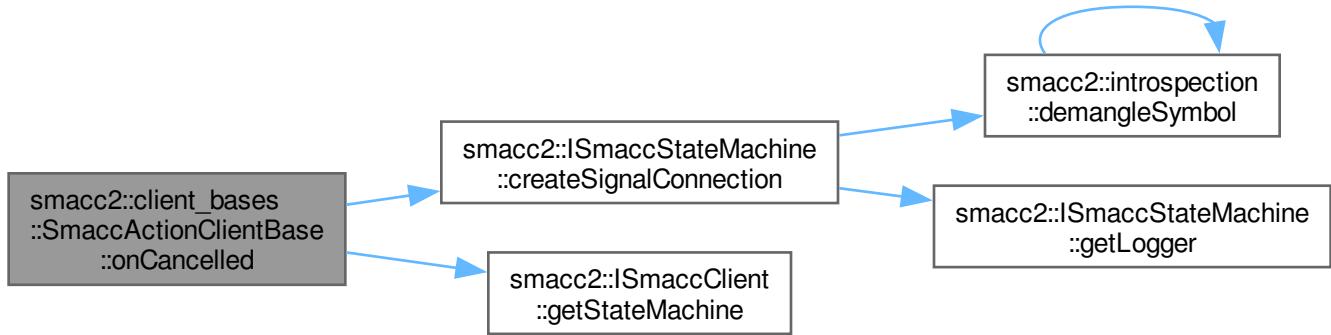 smacc2::client_bases
::SmaccActionClientBase
::onCancelled
smacc2::ISmaccStateMachine
::createSignalConnection
smacc2::introspection
::demangleSymbol
smacc2::ISmaccStateMachine
::getLogger
smacc2::ISmaccClient
::getStateMachine